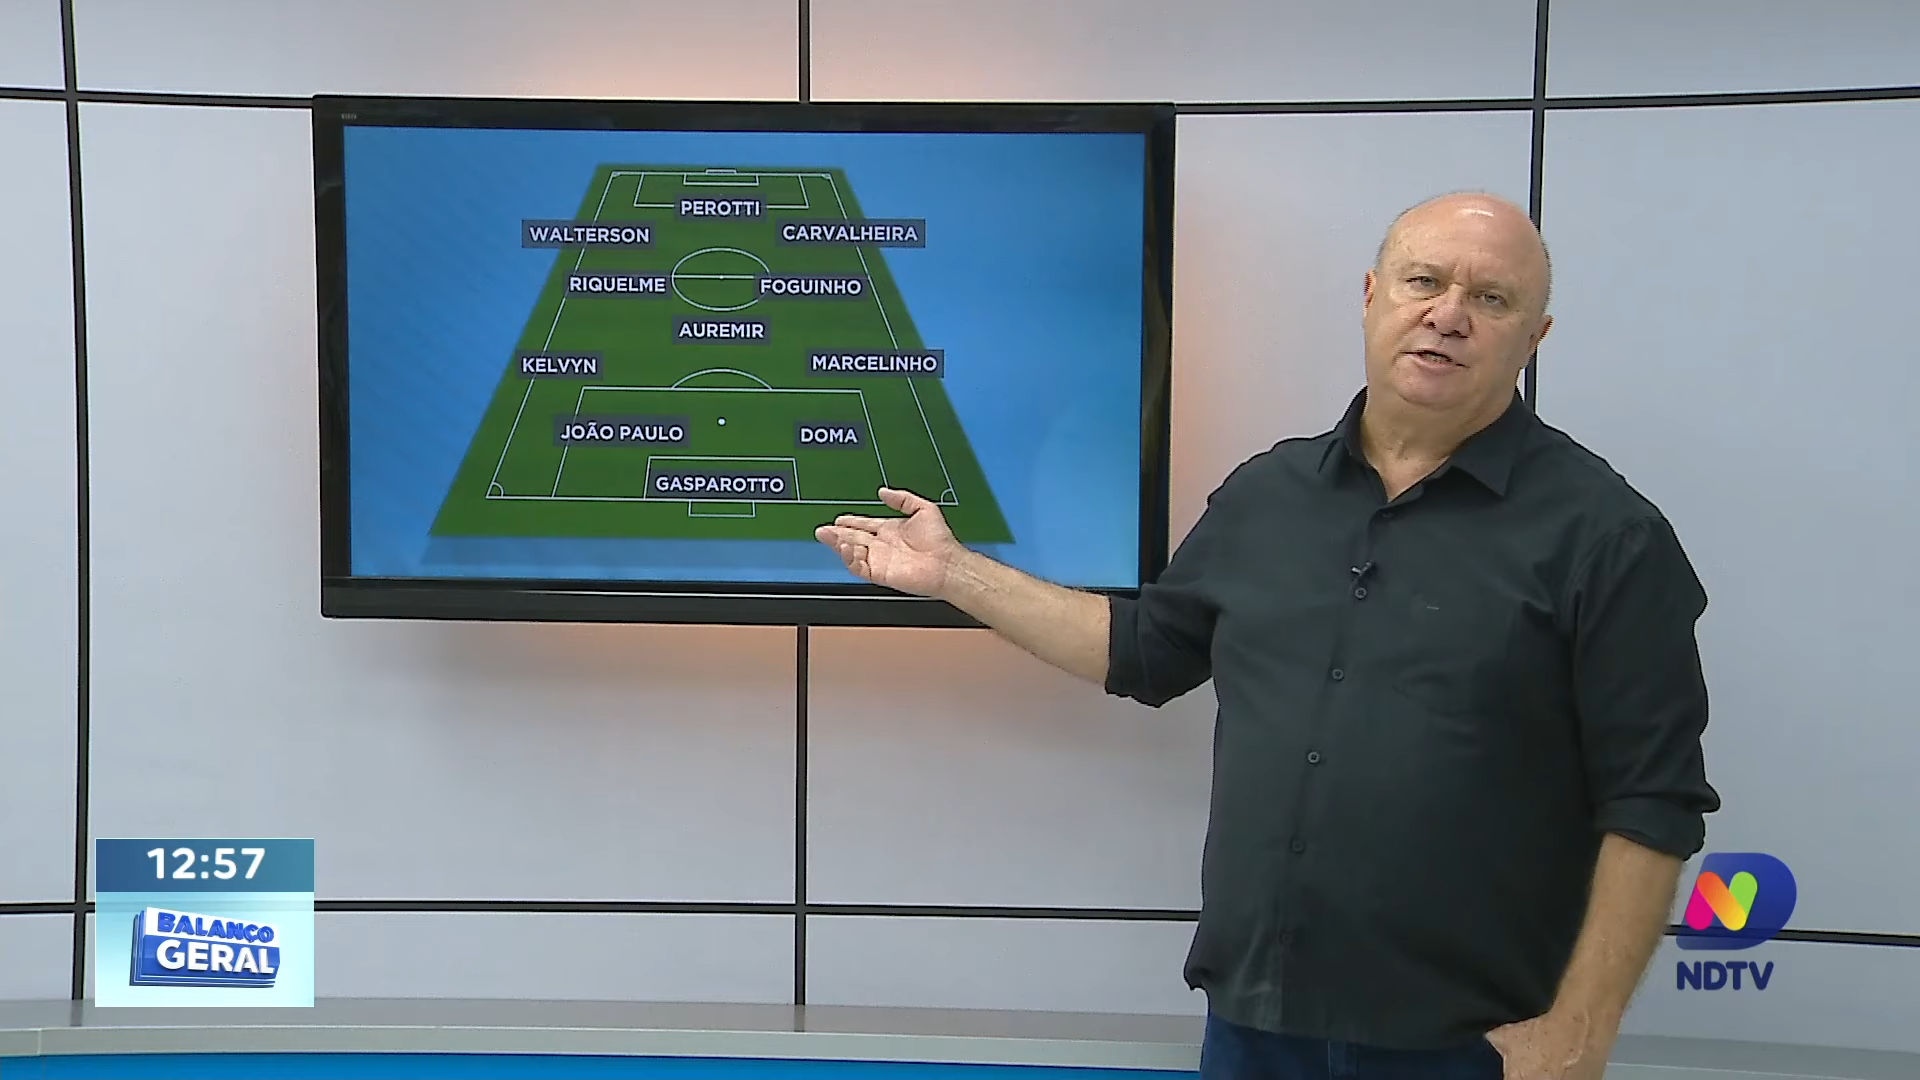 PEROTTI
WALTERSON
CARVALHEIRA
RIQUELME
FOGUINHO
AUREMIR
KELVYN
MARCELINHO
JOÃO PAULO
DOMA
GASPAROTTO
12:57
BALANÇO
GERAL
NDTV